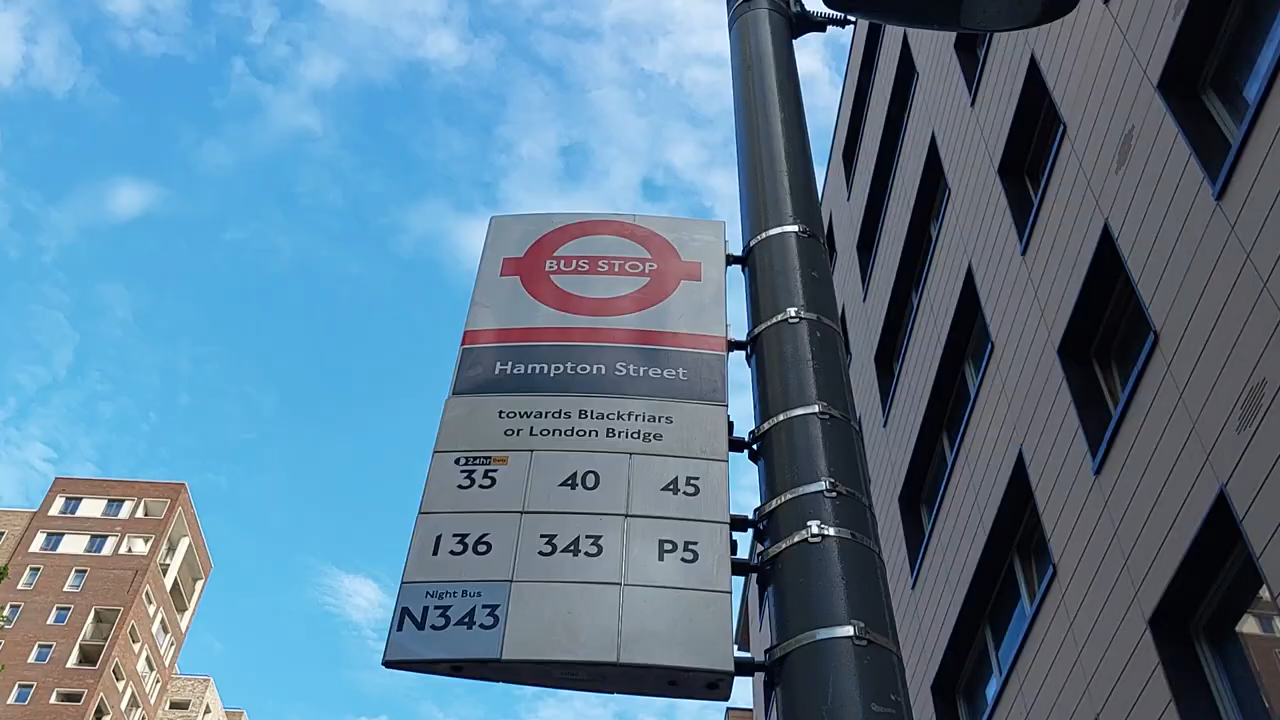 BUS STOP
Hampton Street
towards Blackfriars
or London Bridge
24hr Daily
35 40 45
136 343 P5
Night Bus
N343